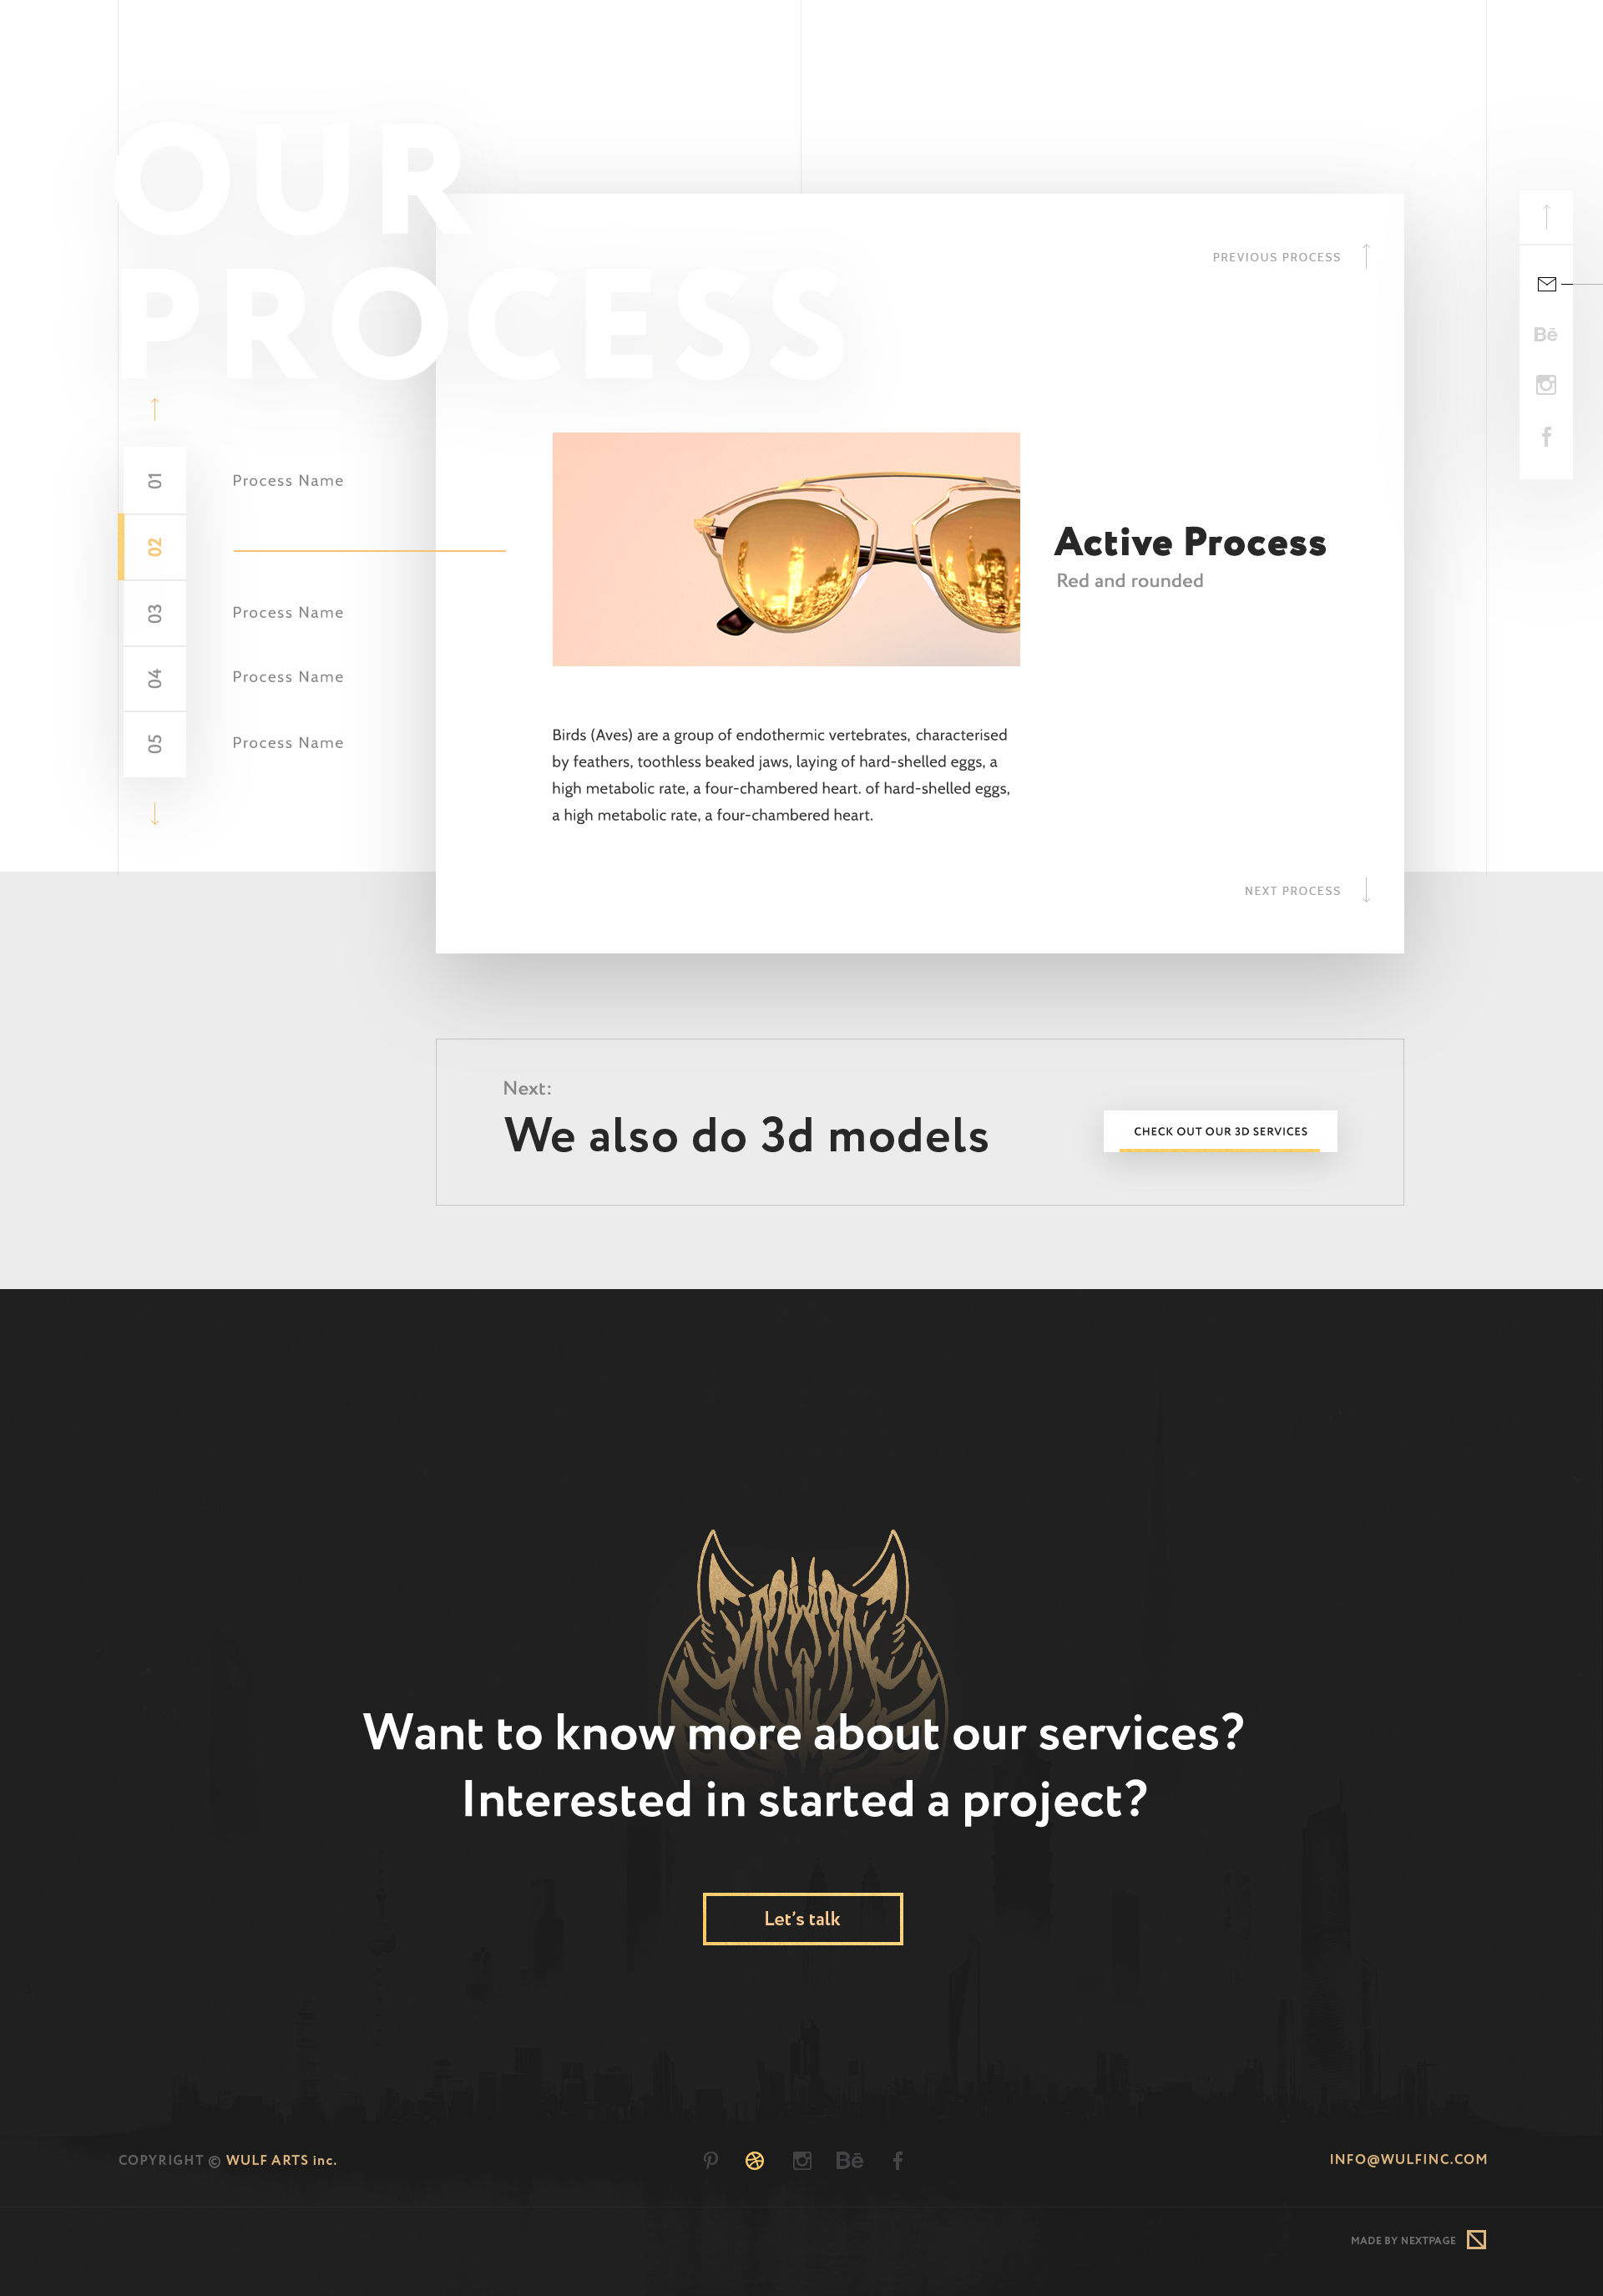 OUR
PROCESS
PREVIOUS PROCESS
Bē
01
Process Name
02
03
Process Name
04
Process Name
05
Process Name
Active Process
Red and rounded
Birds (Aves) are a group of endothermic vertebrates, characterised
by feathers, toothless beaked jaws, laying of hard-shelled eggs, a
high metabolic rate, a four-chambered heart. of hard-shelled eggs,
a high metabolic rate, a four-chambered heart.
NEXT PROCESS
Next:
We also do 3d models
CHECK OUT OUR 3D SERVICES
Want to know more about our services?
Interested in started a project?
Let's talk
COPYRIGHT © WULF ARTS inc.
Bē
INFO@WULFINC.COM
MADE BY NEXTPAGE